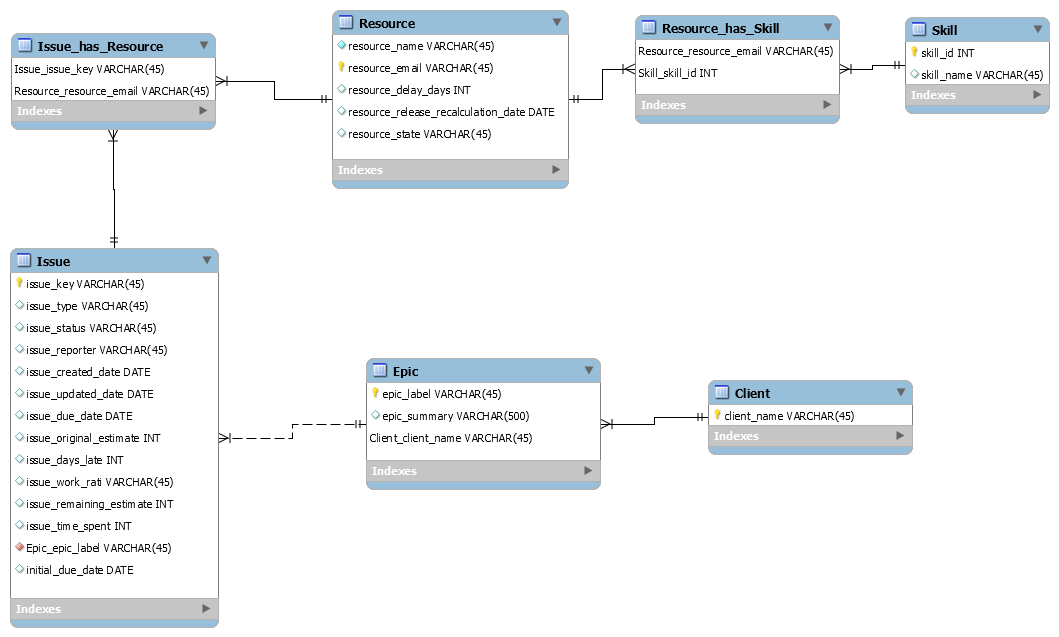 Issue_has_Resource
Issue_issue_key VARCHAR(45)
Resource_resource_email VARCHAR(45)
Indexes
Resource
resource_name VARCHAR(45)
resource_email VARCHAR(45)
resource_delay_days INT
resource_release_recalculation_date DATE
resource_state VARCHAR(45)
Indexes
Resource_has_Skill
Resource_resource_email VARCHAR(45)
Skill_skill_id INT
Indexes
Skill
skill_id INT
skill_name VARCHAR(45)
Indexes
Issue
issue_key VARCHAR(45)
issue_type VARCHAR(45)
issue_status VARCHAR(45)
issue_reporter VARCHAR(45)
issue_created_date DATE
issue_updated_date DATE
issue_due_date DATE
issue_original_estimate INT
issue_days_late INT
issue_work_rati VARCHAR(45)
issue_remaining_estimate INT
issue_time_spent INT
Epic_epic_label VARCHAR(45)
initial_due_date DATE
Indexes
Epic
epic_label VARCHAR(45)
epic_summary VARCHAR(500)
Client_client_name VARCHAR(45)
Indexes
Client
client_name VARCHAR(45)
Indexes